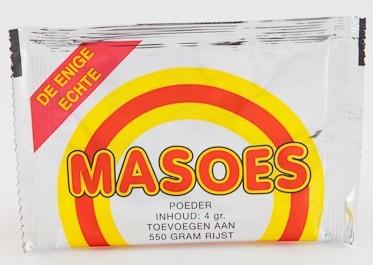 DE ENIGE
ECHTE
MASOES
POEDER
INHOUD: 4 gr.
TOEVOEGEN AAN
550 GRAM RIJST